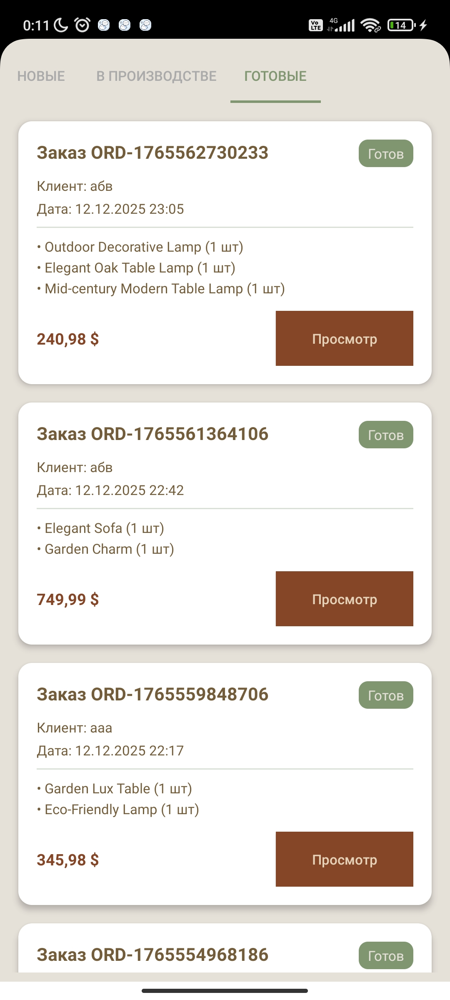 0:11
Vo LTE 4G 14
НОВЫЕ В ПРОИЗВОДСТВЕ ГОТОВЫЕ
Заказ ORD-1765562730233 Готов
Клиент: абв
Дата: 12.12.2025 23:05
• Outdoor Decorative Lamp (1 шт)
• Elegant Oak Table Lamp (1 шт)
• Mid-century Modern Table Lamp (1 шт)
240,98 $ Просмотр
Заказ ORD-1765561364106 Готов
Клиент: абв
Дата: 12.12.2025 22:42
• Elegant Sofa (1 шт)
• Garden Charm (1 шт)
749,99 $ Просмотр
Заказ ORD-1765559848706 Готов
Клиент: ааа
Дата: 12.12.2025 22:17
• Garden Lux Table (1 шт)
• Eco-Friendly Lamp (1 шт)
345,98 $ Просмотр
Заказ ORD-1765554968186 Готов